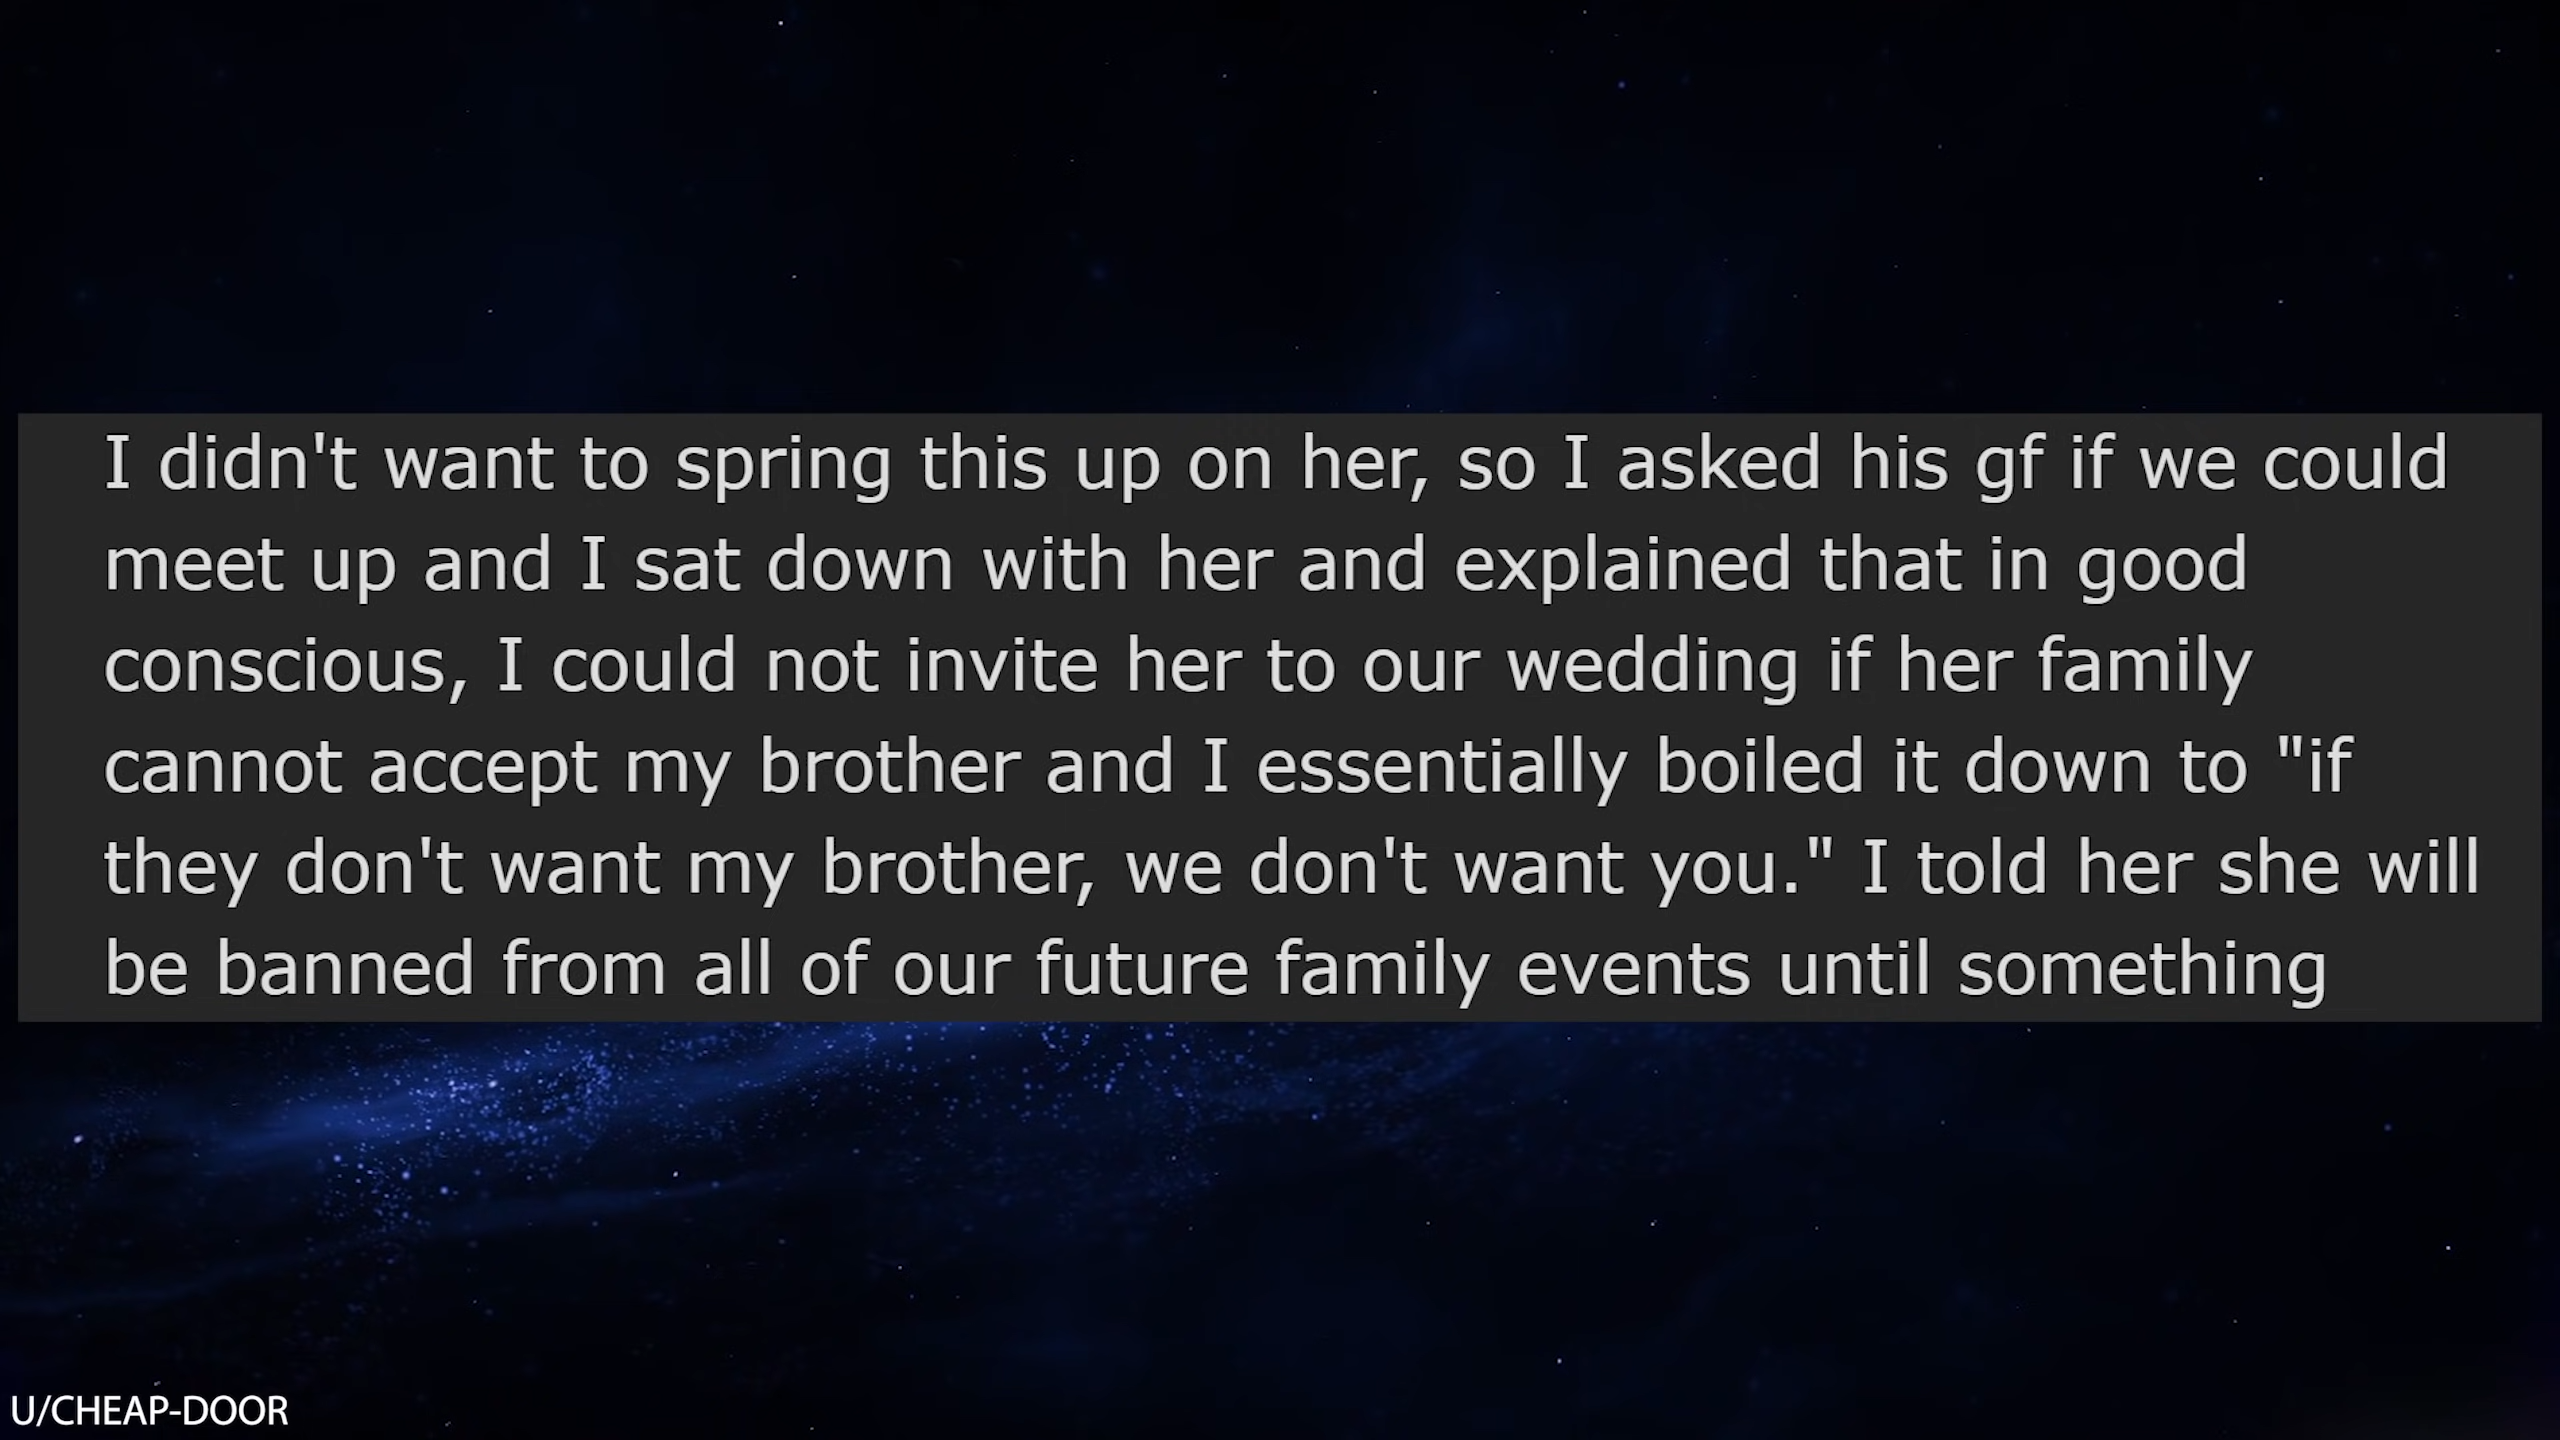 I didn't want to spring this up on her, so I asked his gf if we could
meet up and I sat down with her and explained that in good
conscious, I could not invite her to our wedding if her family
cannot accept my brother and I essentially boiled it down to "if
they don't want my brother, we don't want you." I told her she will
be banned from all of our future family events until something
U/CHEAP-DOOR